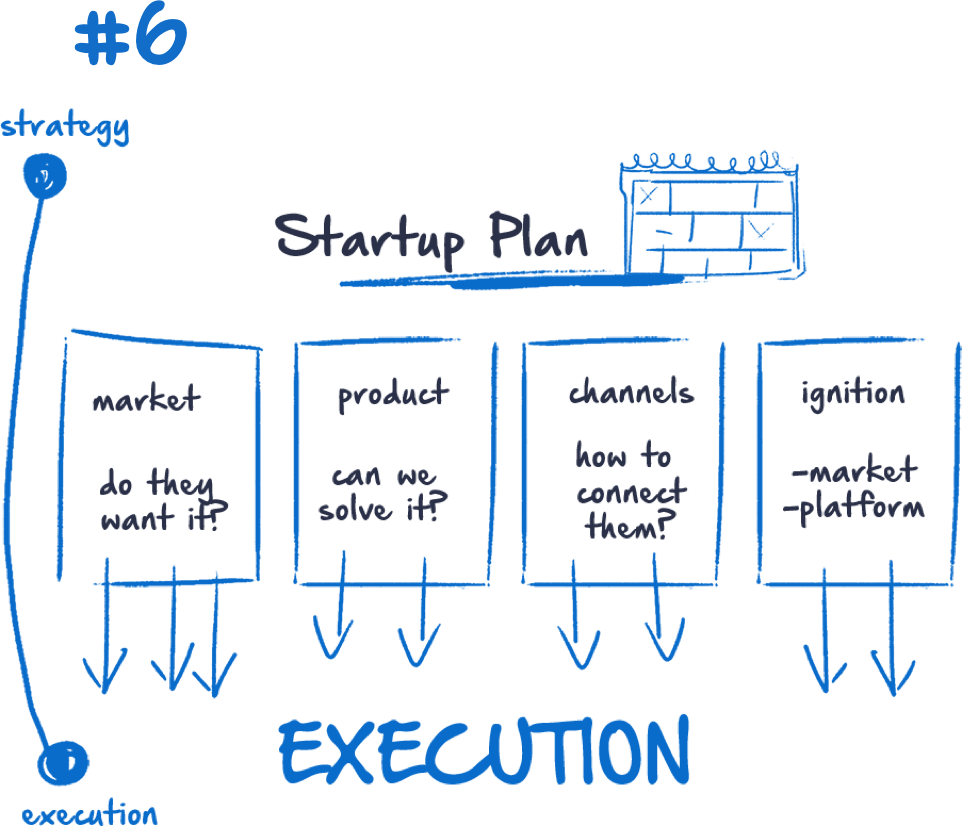 #6
strategy
Startup Plan
market
do they
want it?
product
can we
solve it?
channels
how to
connect
them?
ignition
-market
-platform
EXECUTION
execution